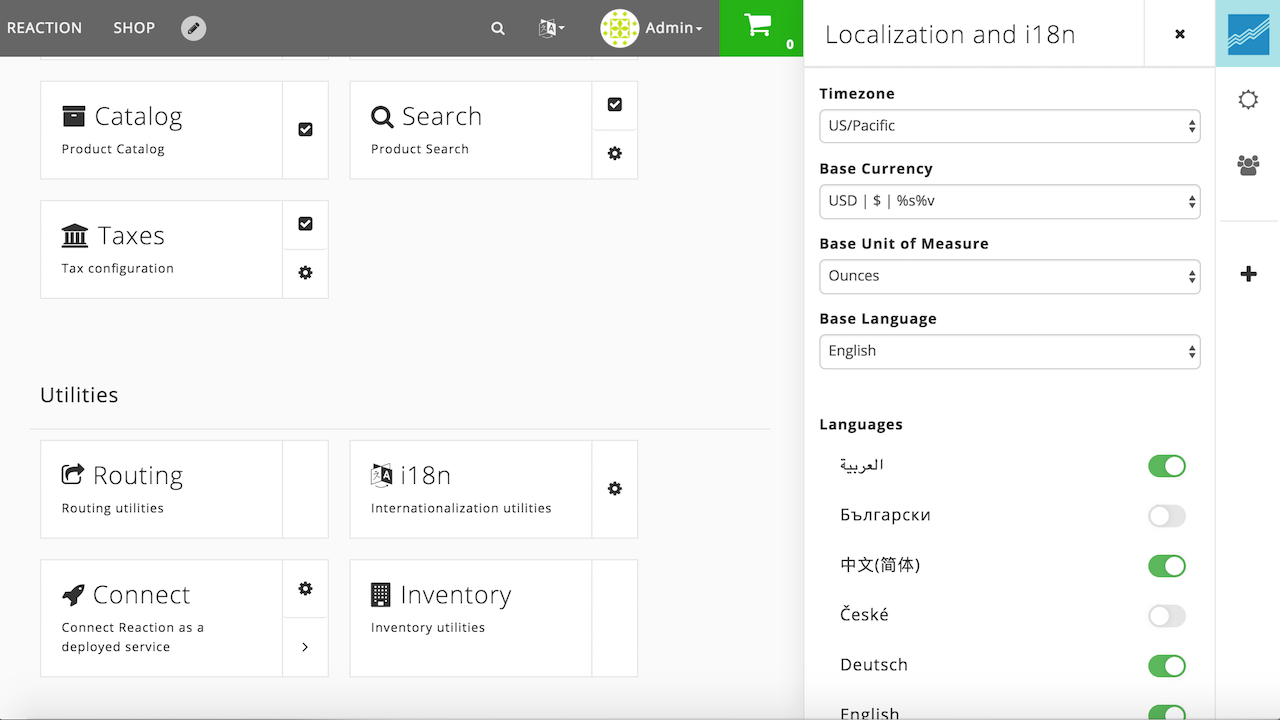 REACTION SHOP Admin 0
Catalog
Product Catalog
Search
Product Search
Taxes
Tax configuration
Utilities
Routing
Routing utilities
i18n
Internationalization utilities
Connect
Connect Reaction as a
deployed service
Inventory
Inventory utilities
Localization and i18n
Timezone
US/Pacific
Base Currency
USD | $ | %s%v
Base Unit of Measure
Ounces
Base Language
English
Languages
العربية
Български
中文(简体)
České
Deutsch
English